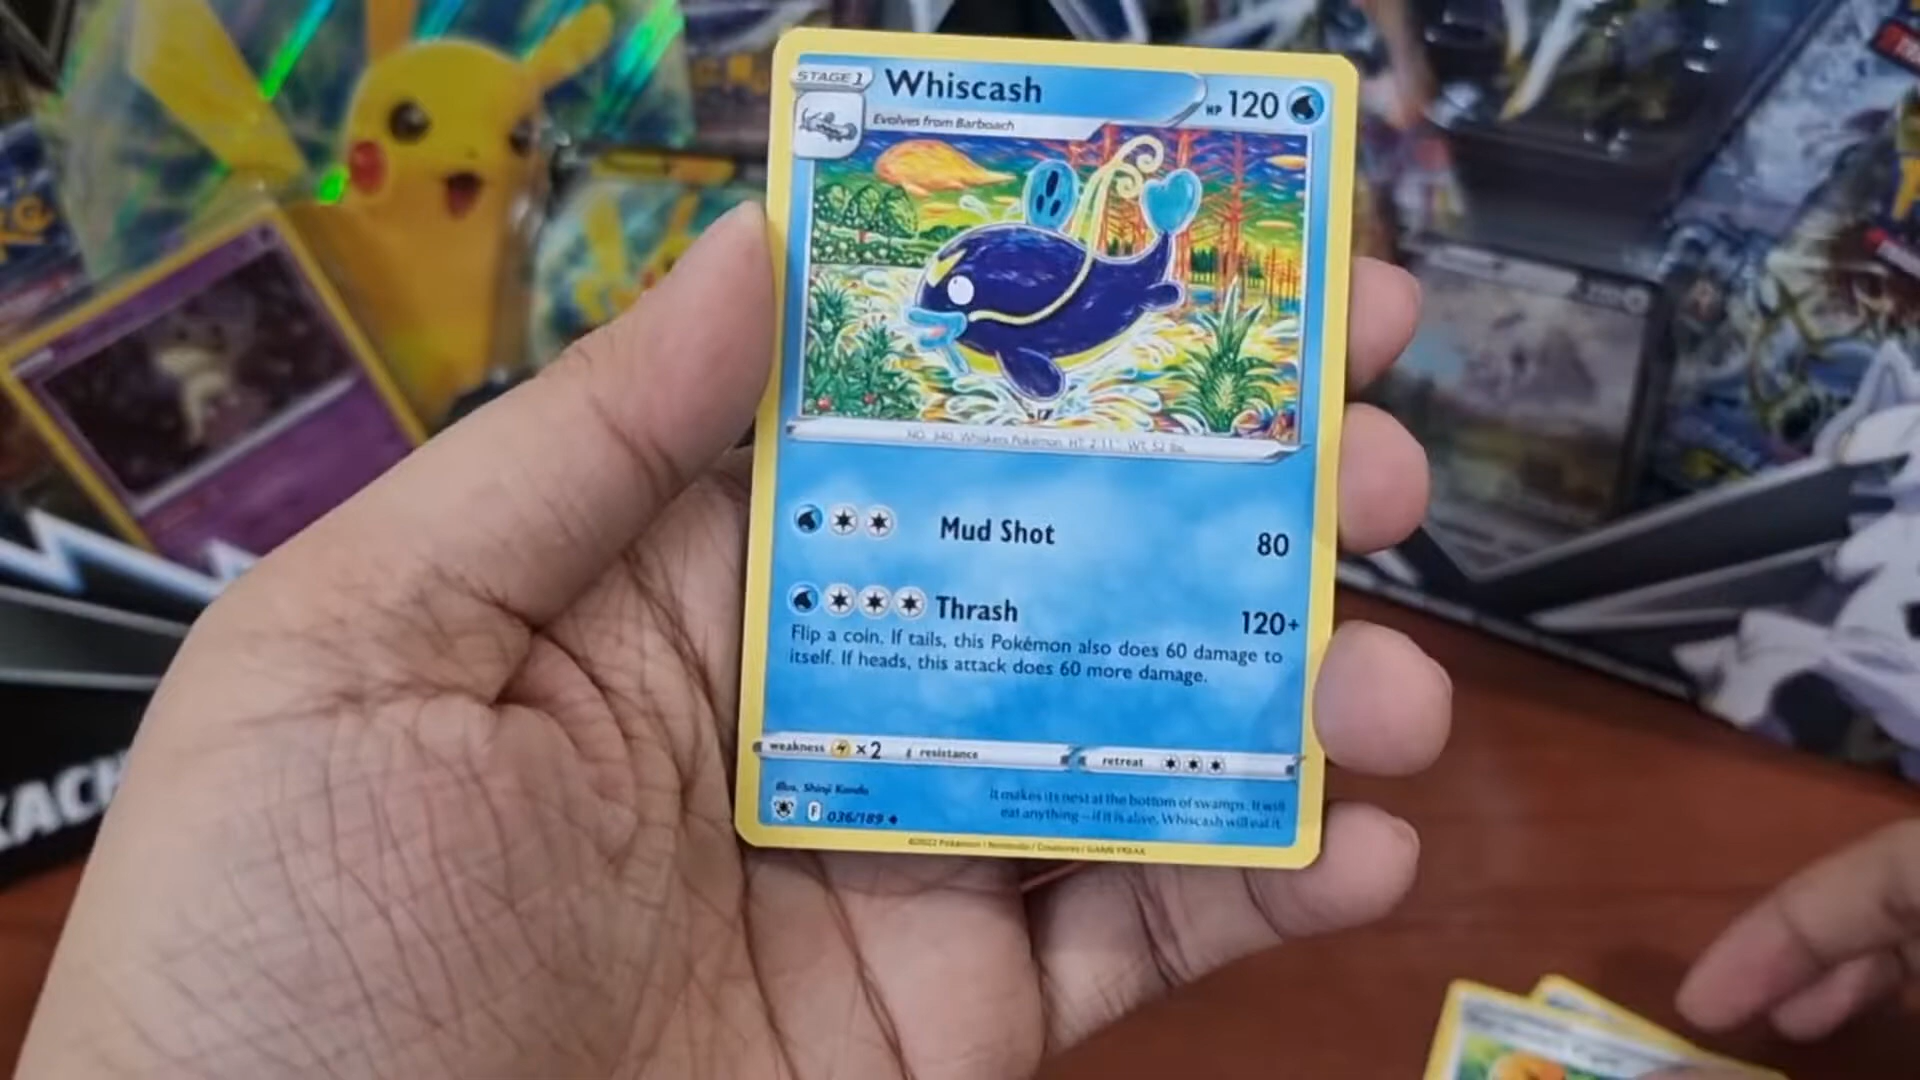 STAGE 1
Whiscash
HP 120
Evolves from Barboach
NO. 340 Whiskers Pokémon HT: 2'11" WT: 52 lbs.
Mud Shot
80
Thrash
120+
Flip a coin. If tails, this Pokémon also does 60 damage to
itself. If heads, this attack does 60 more damage.
weakness ×2 resistance
retreat
Illus. Shinji Kanda
F 036/189
It makes its nest at the bottom of swamps. It will
eat anything—if it is alive, Whiscash will eat it.
©2022 Pokémon / Nintendo / Creatures / GAME FREAK
KACH